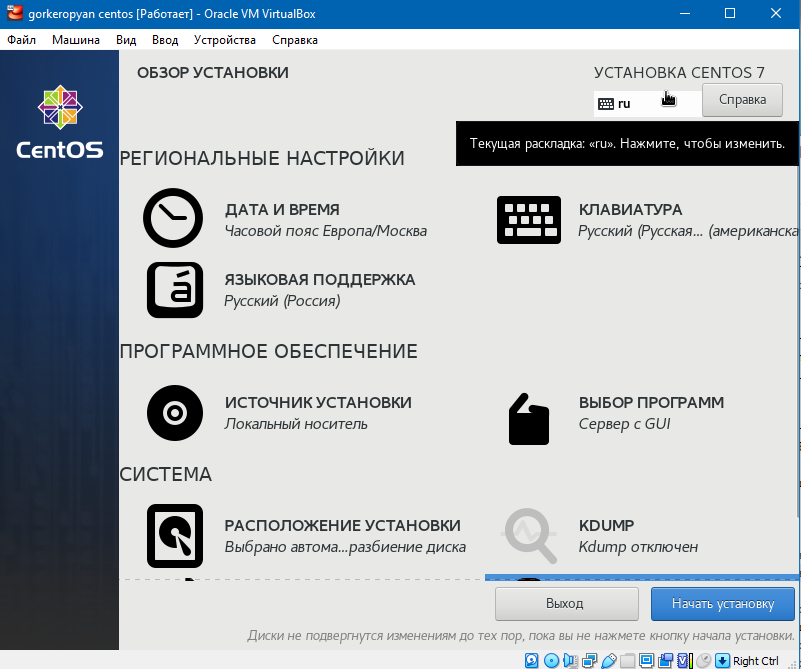 gorkeropyan centos [Работает] - Oracle VM VirtualBox
Файл Машина Вид Ввод Устройства Справка
ОБЗОР УСТАНОВКИ
УСТАНОВКА CENTOS 7
ru
Справка
CentOS
Текущая раскладка: «ru». Нажмите, чтобы изменить.
РЕГИОНАЛЬНЫЕ НАСТРОЙКИ
ДАТА И ВРЕМЯ
Часовой пояс Европа/Москва
КЛАВИАТУРА
Русский (Русская... (американска
ЯЗЫКОВАЯ ПОДДЕРЖКА
Русский (Россия)
ПРОГРАММНОЕ ОБЕСПЕЧЕНИЕ
ИСТОЧНИК УСТАНОВКИ
Локальный носитель
ВЫБОР ПРОГРАММ
Сервер с GUI
СИСТЕМА
РАСПОЛОЖЕНИЕ УСТАНОВКИ
Выбрано автома...разбиение диска
KDUMP
Kdump отключен
Выход
Начать установку
Диски не подвергнутся изменениям до тех пор, пока вы не нажмете кнопку начала установки.
Right Ctrl